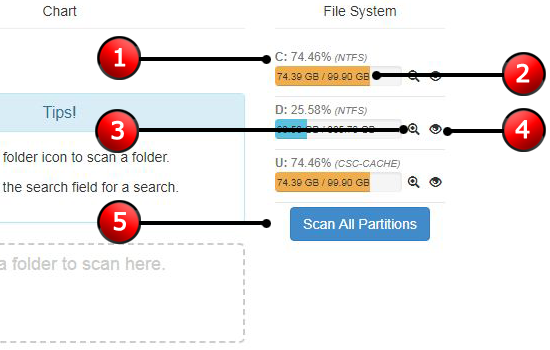 Chart
File System
1
C: 74.46% (NTFS)
2
74.39 GB / 99.90 GB
Tips!
D: 25.58% (NTFS)
3
4
folder icon to scan a folder.
the search field for a search.
U: 74.46% (CSC-CACHE)
74.39 GB / 99.90 GB
5
Scan All Partitions
a folder to scan here.